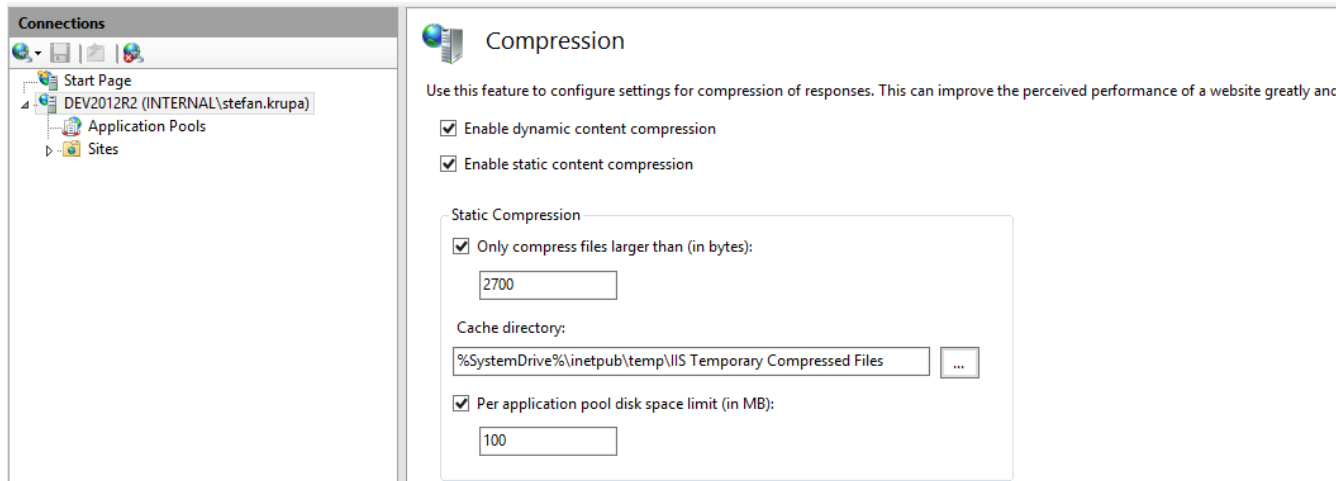 Connections
Start Page
DEV2012R2 (INTERNAL\stefan.krupa)
Application Pools
Sites
Compression
Use this feature to configure settings for compression of responses. This can improve the perceived performance of a website greatly and
Enable dynamic content compression
Enable static content compression
Static Compression
Only compress files larger than (in bytes):
2700
Cache directory:
%SystemDrive%\inetpub\temp\IIS Temporary Compressed Files
...
Per application pool disk space limit (in MB):
100